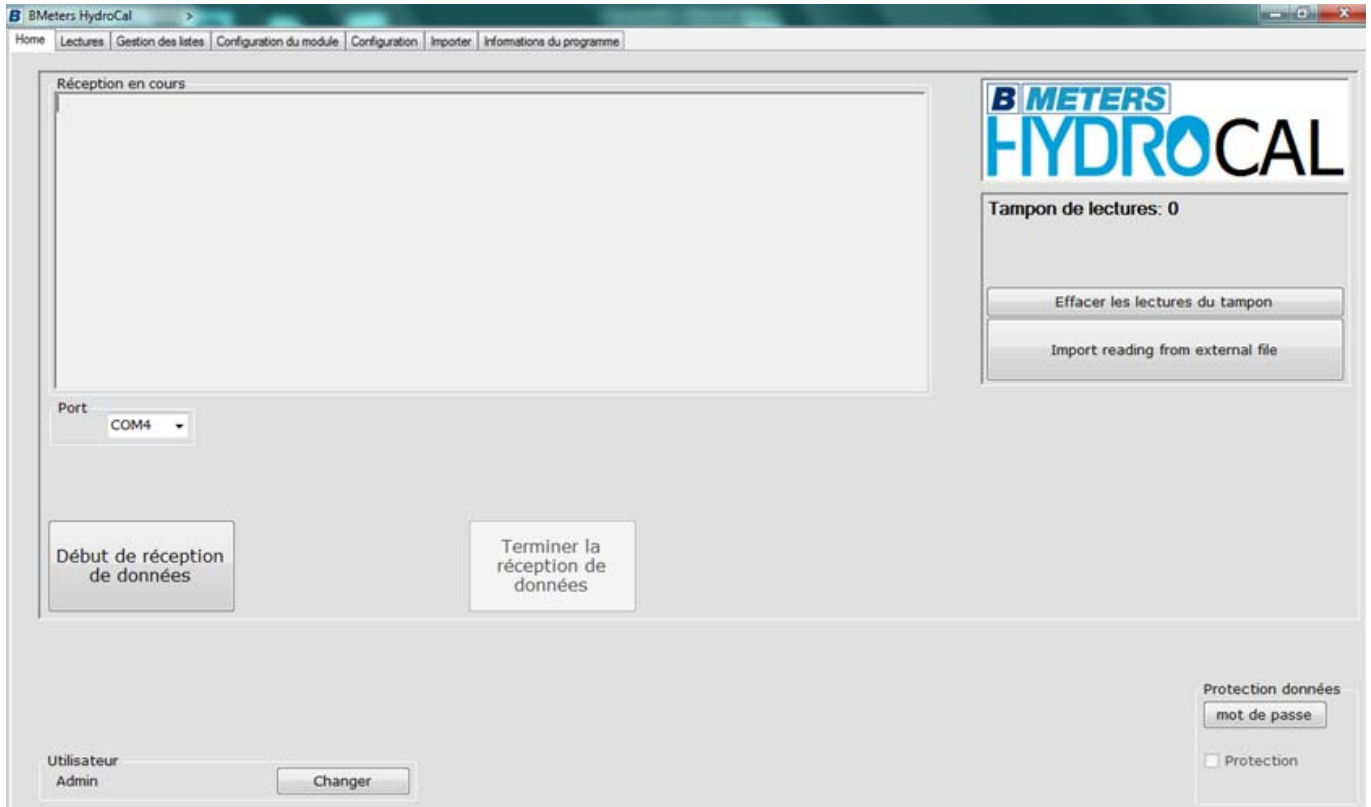 B BMeters HydroCal >
Home Lectures Gestion des listes Configuration du module Configuration Importer Informations du programme
Réception en cours
B METERS
HYDROCAL
Tampon de lectures: 0
Effacer les lectures du tampon
Import reading from external file
Port
COM4
Début de réception
de données
Terminer la
réception de
données
Protection données
mot de passe
Protection
Utilisateur
Admin
Changer